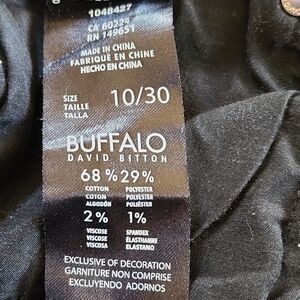 1048427
CA 60224
RN 149651
MADE IN CHINA
FABRIQUÉ EN CHINE
HECHO EN CHINA
SIZE
TAILLE 10/30
TALLA
BUFFALO
DAVID BITTON
68 % 29%
COTTON POLYESTER
COTON POLYESTER
ALGODÓN POLIÉSTER
2 % 1%
VISCOSE SPANDEX
VISCOSE ÉLASTHANNE
VISCOSA ELASTANO
EXCLUSIVE OF DECORATION
GARNITURE NON COMPRISE
EXCLUYENDO ADORNOS